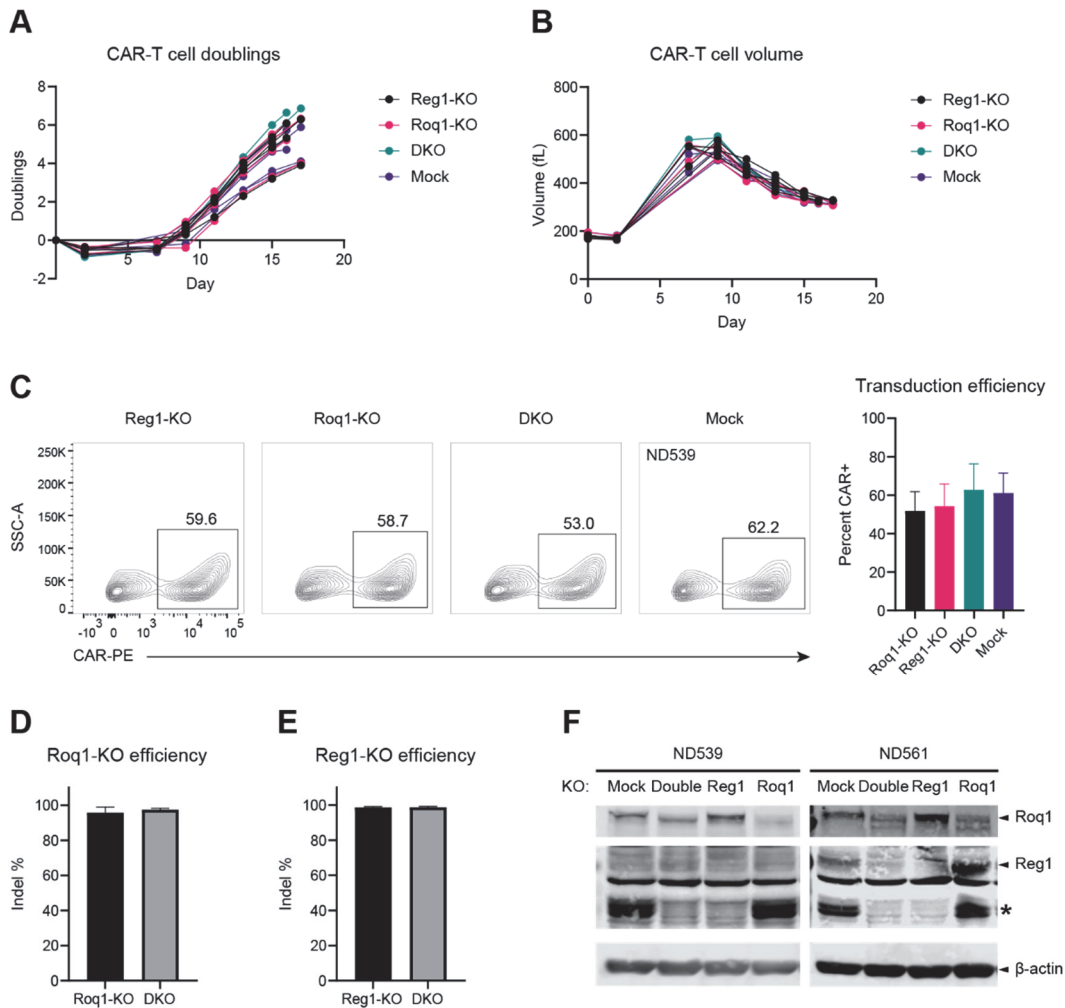 A
CAR-T cell doublings
8
6
4
2
0
-2
Doublings
5
10
15
20
Day
Reg1-KO
Roq1-KO
DKO
Mock
B
CAR-T cell volume
800
600
400
200
0
Volume (fL)
0
5
10
15
20
Day
Reg1-KO
Roq1-KO
DKO
Mock
C
Reg1-KO
Roq1-KO
DKO
Mock
250K
200K
150K
100K
50K
0
SSC-A
59.6
58.7
53.0
ND539
62.2
-10³ 0 10³ 10⁴ 10⁵
CAR-PE
Transduction efficiency
100
80
60
40
20
0
Percent CAR+
Roq1-KO
Reg1-KO
DKO
Mock
D
Roq1-KO efficiency
100
80
60
40
20
0
Indel %
Roq1-KO DKO
E
Reg1-KO efficiency
100
80
60
40
20
0
Indel %
Reg1-KO DKO
F
ND539 ND561
KO: Mock Double Reg1 Roq1 Mock Double Reg1 Roq1
Roq1
Reg1
*
β-actin